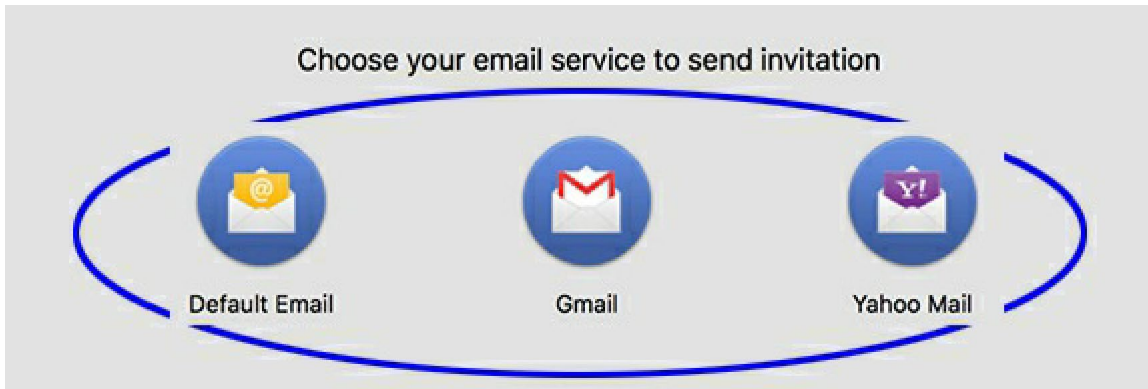 Choose your email service to send invitation
@
Y!
Default Email
Gmail
Yahoo Mail